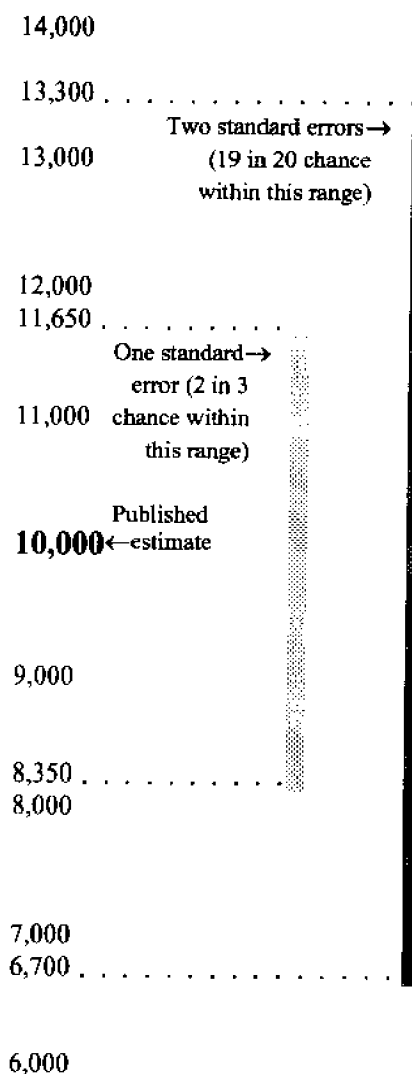 14,000
13,300 . . . . . . . . . . . . . .
Two standard errors→
13,000 (19 in 20 chance
within this range)
12,000
11,650 . . . . . . . . .
One standard→
error (2 in 3
11,000 chance within
this range)
Published
10,000←estimate
9,000
8,350 . . . . . . . . . .
8,000
7,000
6,700 . . . . . . . . . . . . . . .
6,000